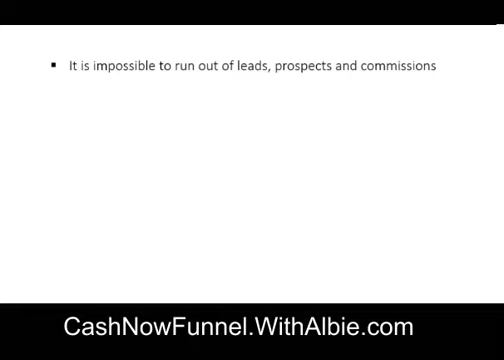 ▪ It is impossible to run out of leads, prospects and commissions
CashNowFunnel.WithAlbie.com